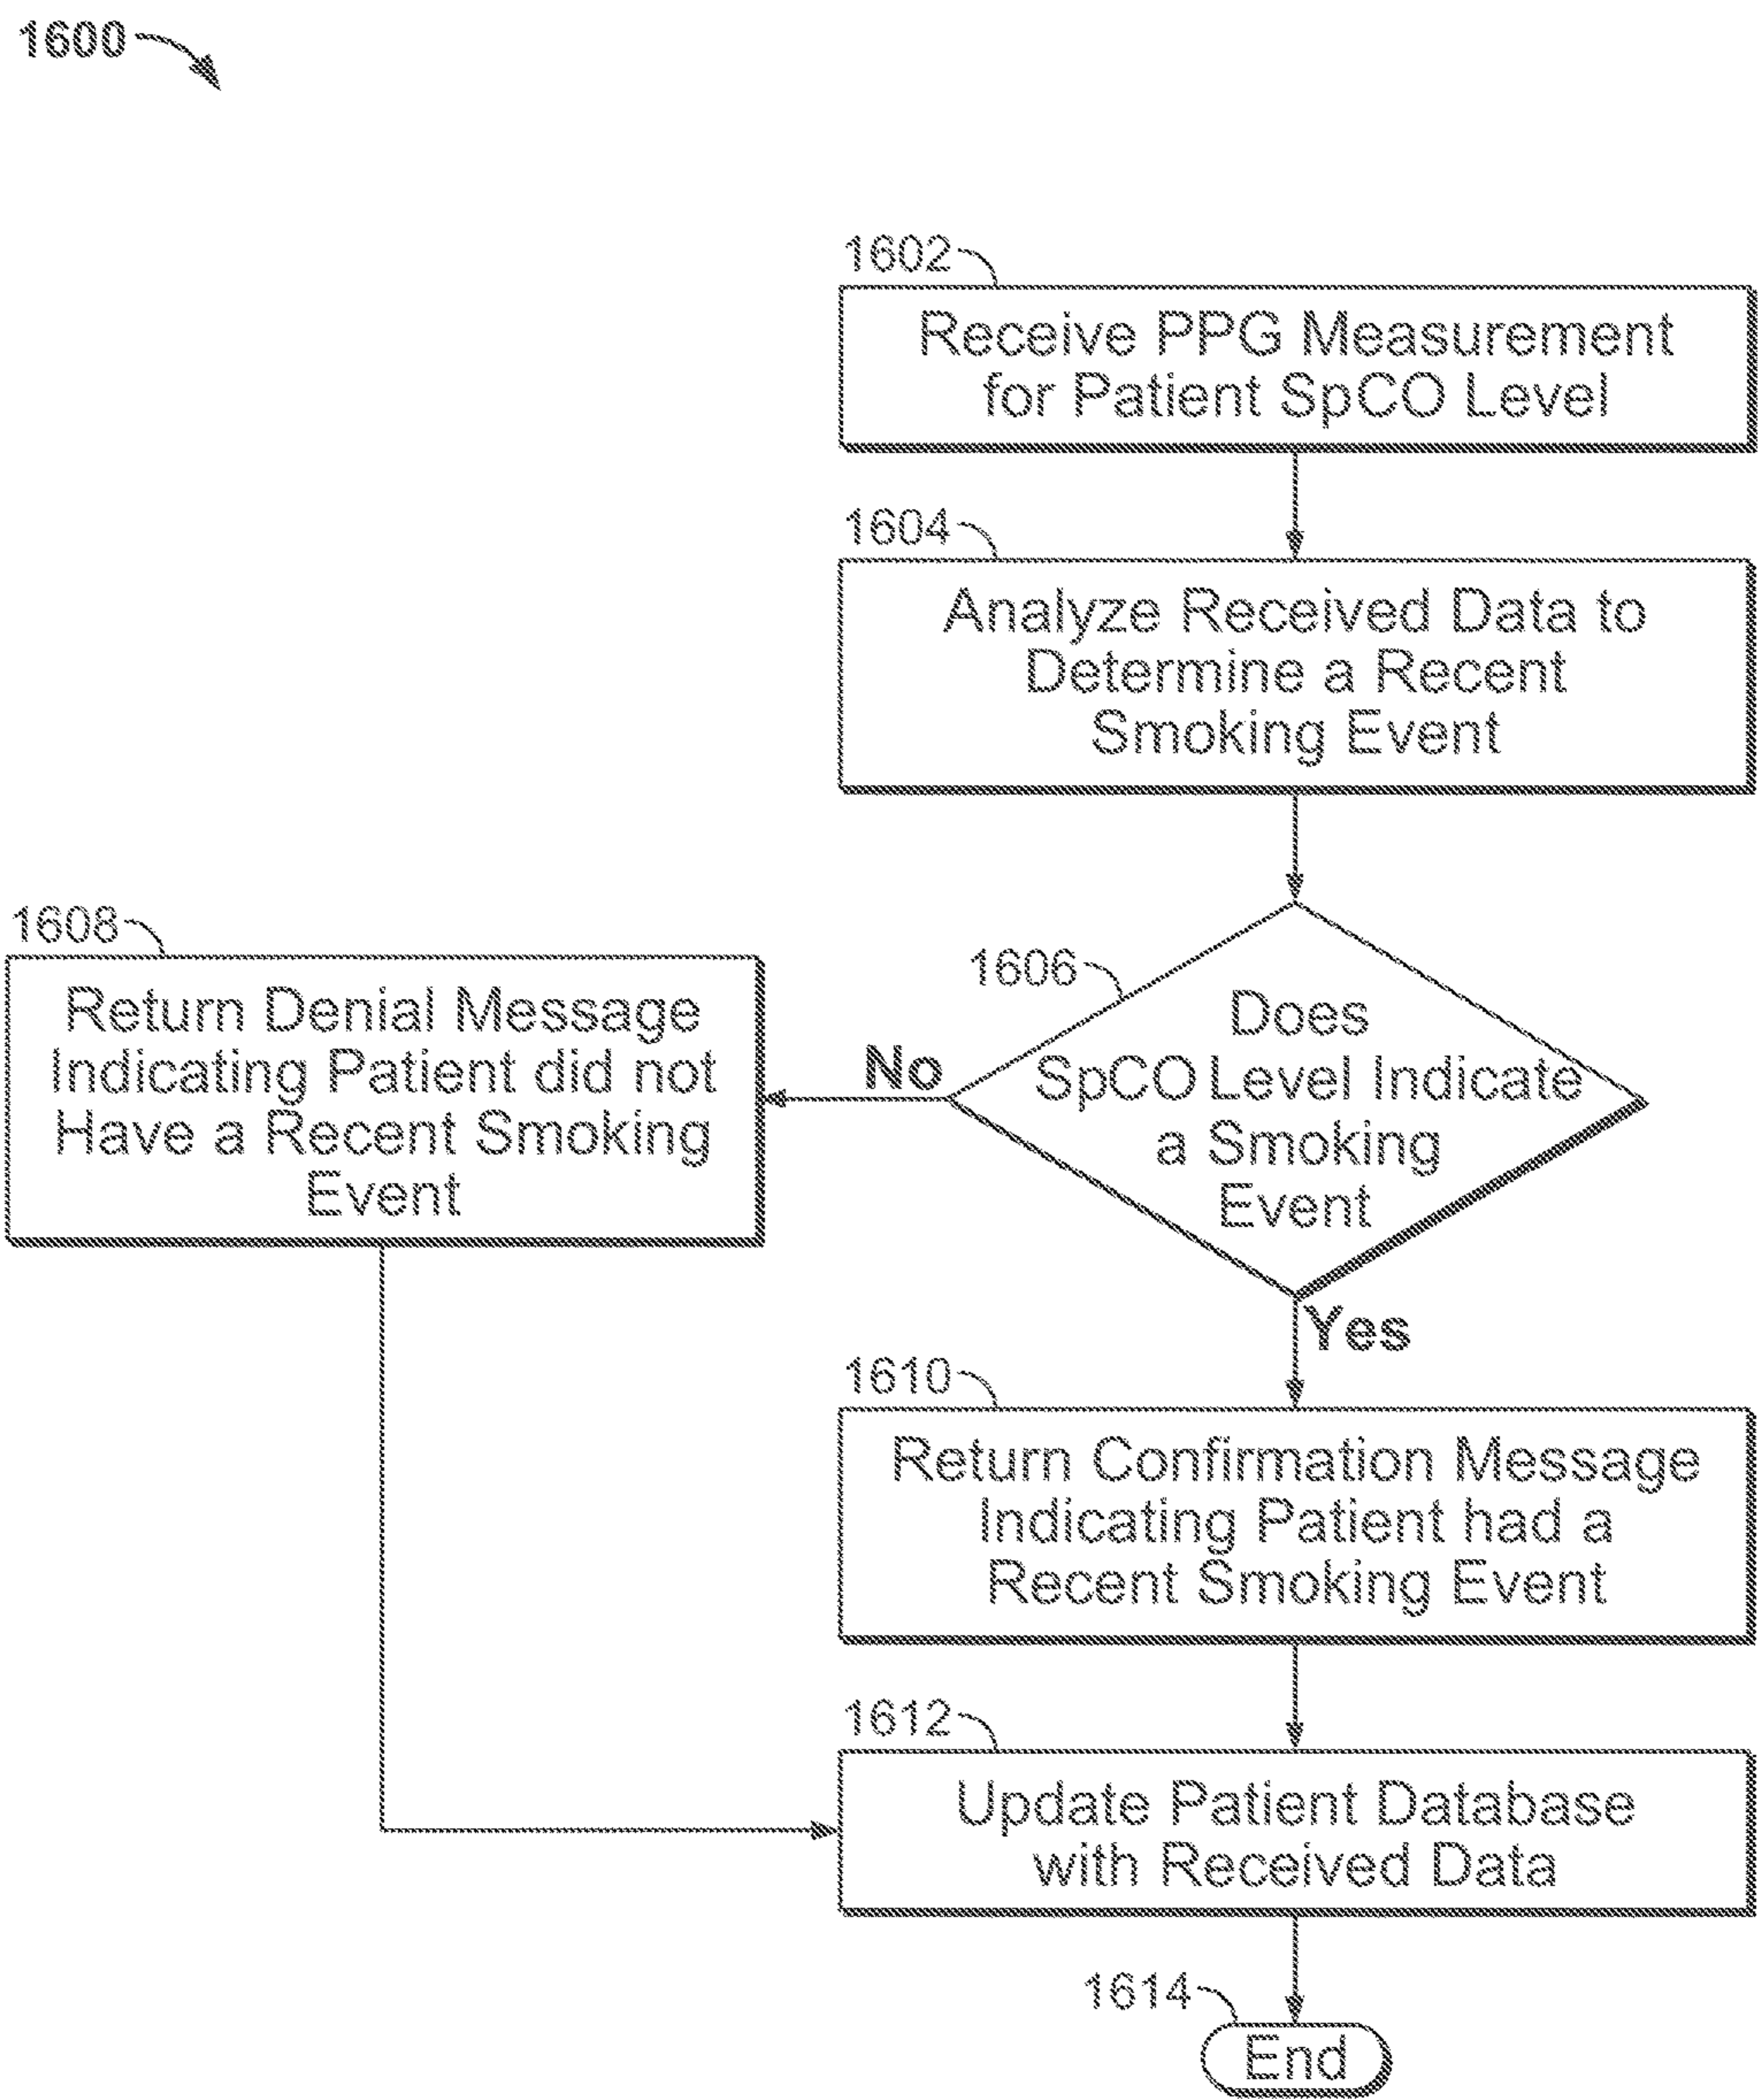 1600
1602
Receive PPG Measurement
for Patient SpCO Level
1604
Analyze Received Data to
Determine a Recent
Smoking Event
1606
Does
SpCO Level Indicate
a Smoking
Event
No
1608
Return Denial Message
Indicating Patient did not
Have a Recent Smoking
Event
Yes
1610
Return Confirmation Message
Indicating Patient had a
Recent Smoking Event
1612
Update Patient Database
with Received Data
1614
End